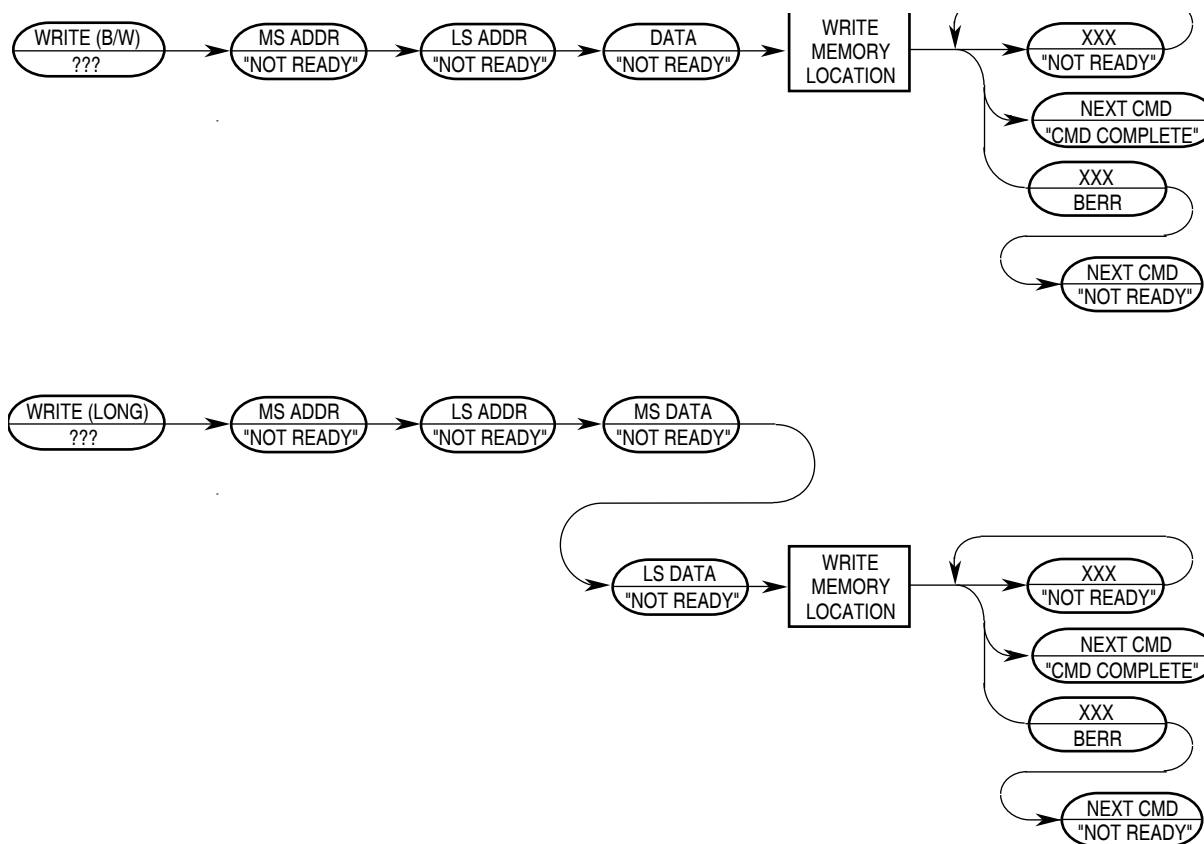 WRITE (B/W)
???
MS ADDR
"NOT READY"
LS ADDR
"NOT READY"
DATA
"NOT READY"
WRITE
MEMORY
LOCATION
XXX
"NOT READY"
NEXT CMD
"CMD COMPLETE"
XXX
BERR
NEXT CMD
"NOT READY"
WRITE (LONG)
???
MS ADDR
"NOT READY"
LS ADDR
"NOT READY"
MS DATA
"NOT READY"
LS DATA
"NOT READY"
WRITE
MEMORY
LOCATION
XXX
"NOT READY"
NEXT CMD
"CMD COMPLETE"
XXX
BERR
NEXT CMD
"NOT READY"